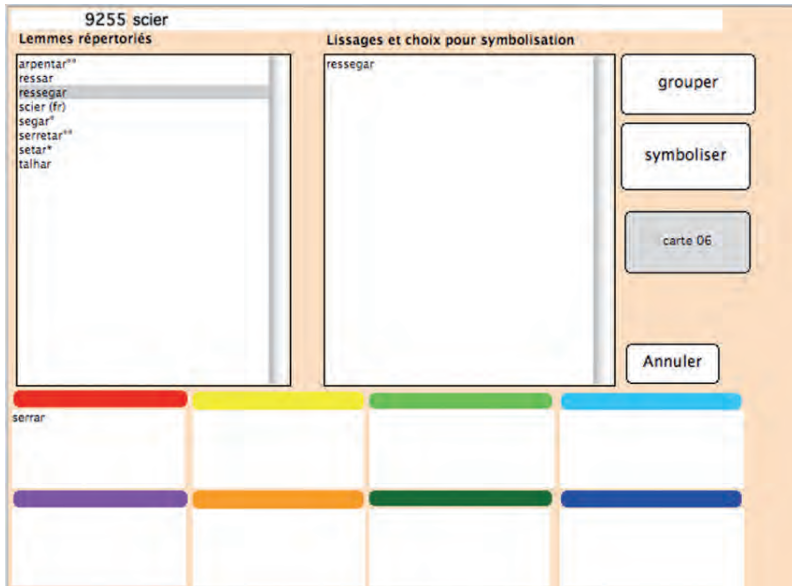 9255 scier
Lemmes répertoriés
Lissages et choix pour symbolisation
arpentar**
ressar
ressegar
scier (fr)
segar*
serretar**
setar*
talhar
ressegar
grouper
symboliser
carte 06
Annuler
serrar